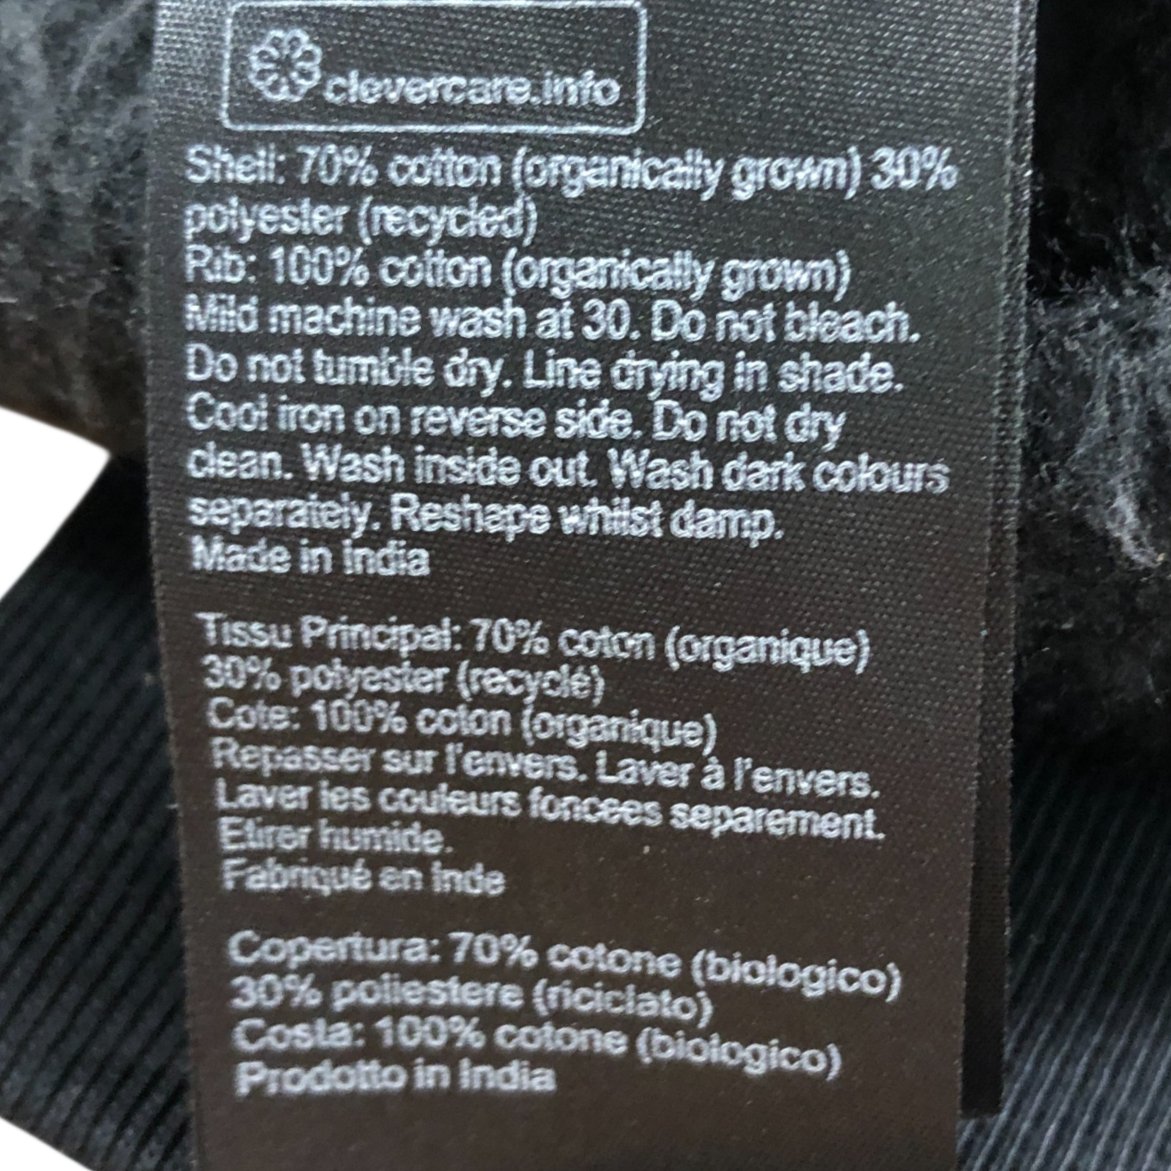 clevercare.info
Shell: 70% cotton (organically grown) 30%
polyester (recycled)
Rib: 100% cotton (organically grown)
Mild machine wash at 30. Do not bleach.
Do not tumble dry. Line drying in shade.
Cool iron on reverse side. Do not dry
clean. Wash inside out. Wash dark colours
separately. Reshape whilst damp.
Made in India
Tissu Principal: 70% coton (organique)
30% polyester (recyclé)
Cote: 100% coton (organique)
Repasser sur l'envers. Laver à l'envers.
Laver les couleurs foncees separement.
Etirer humide.
Fabriqué en Inde
Copertura: 70% cotone (biologico)
30% poliestere (riciclato)
Costa: 100% cotone (biologico)
Prodotto in India